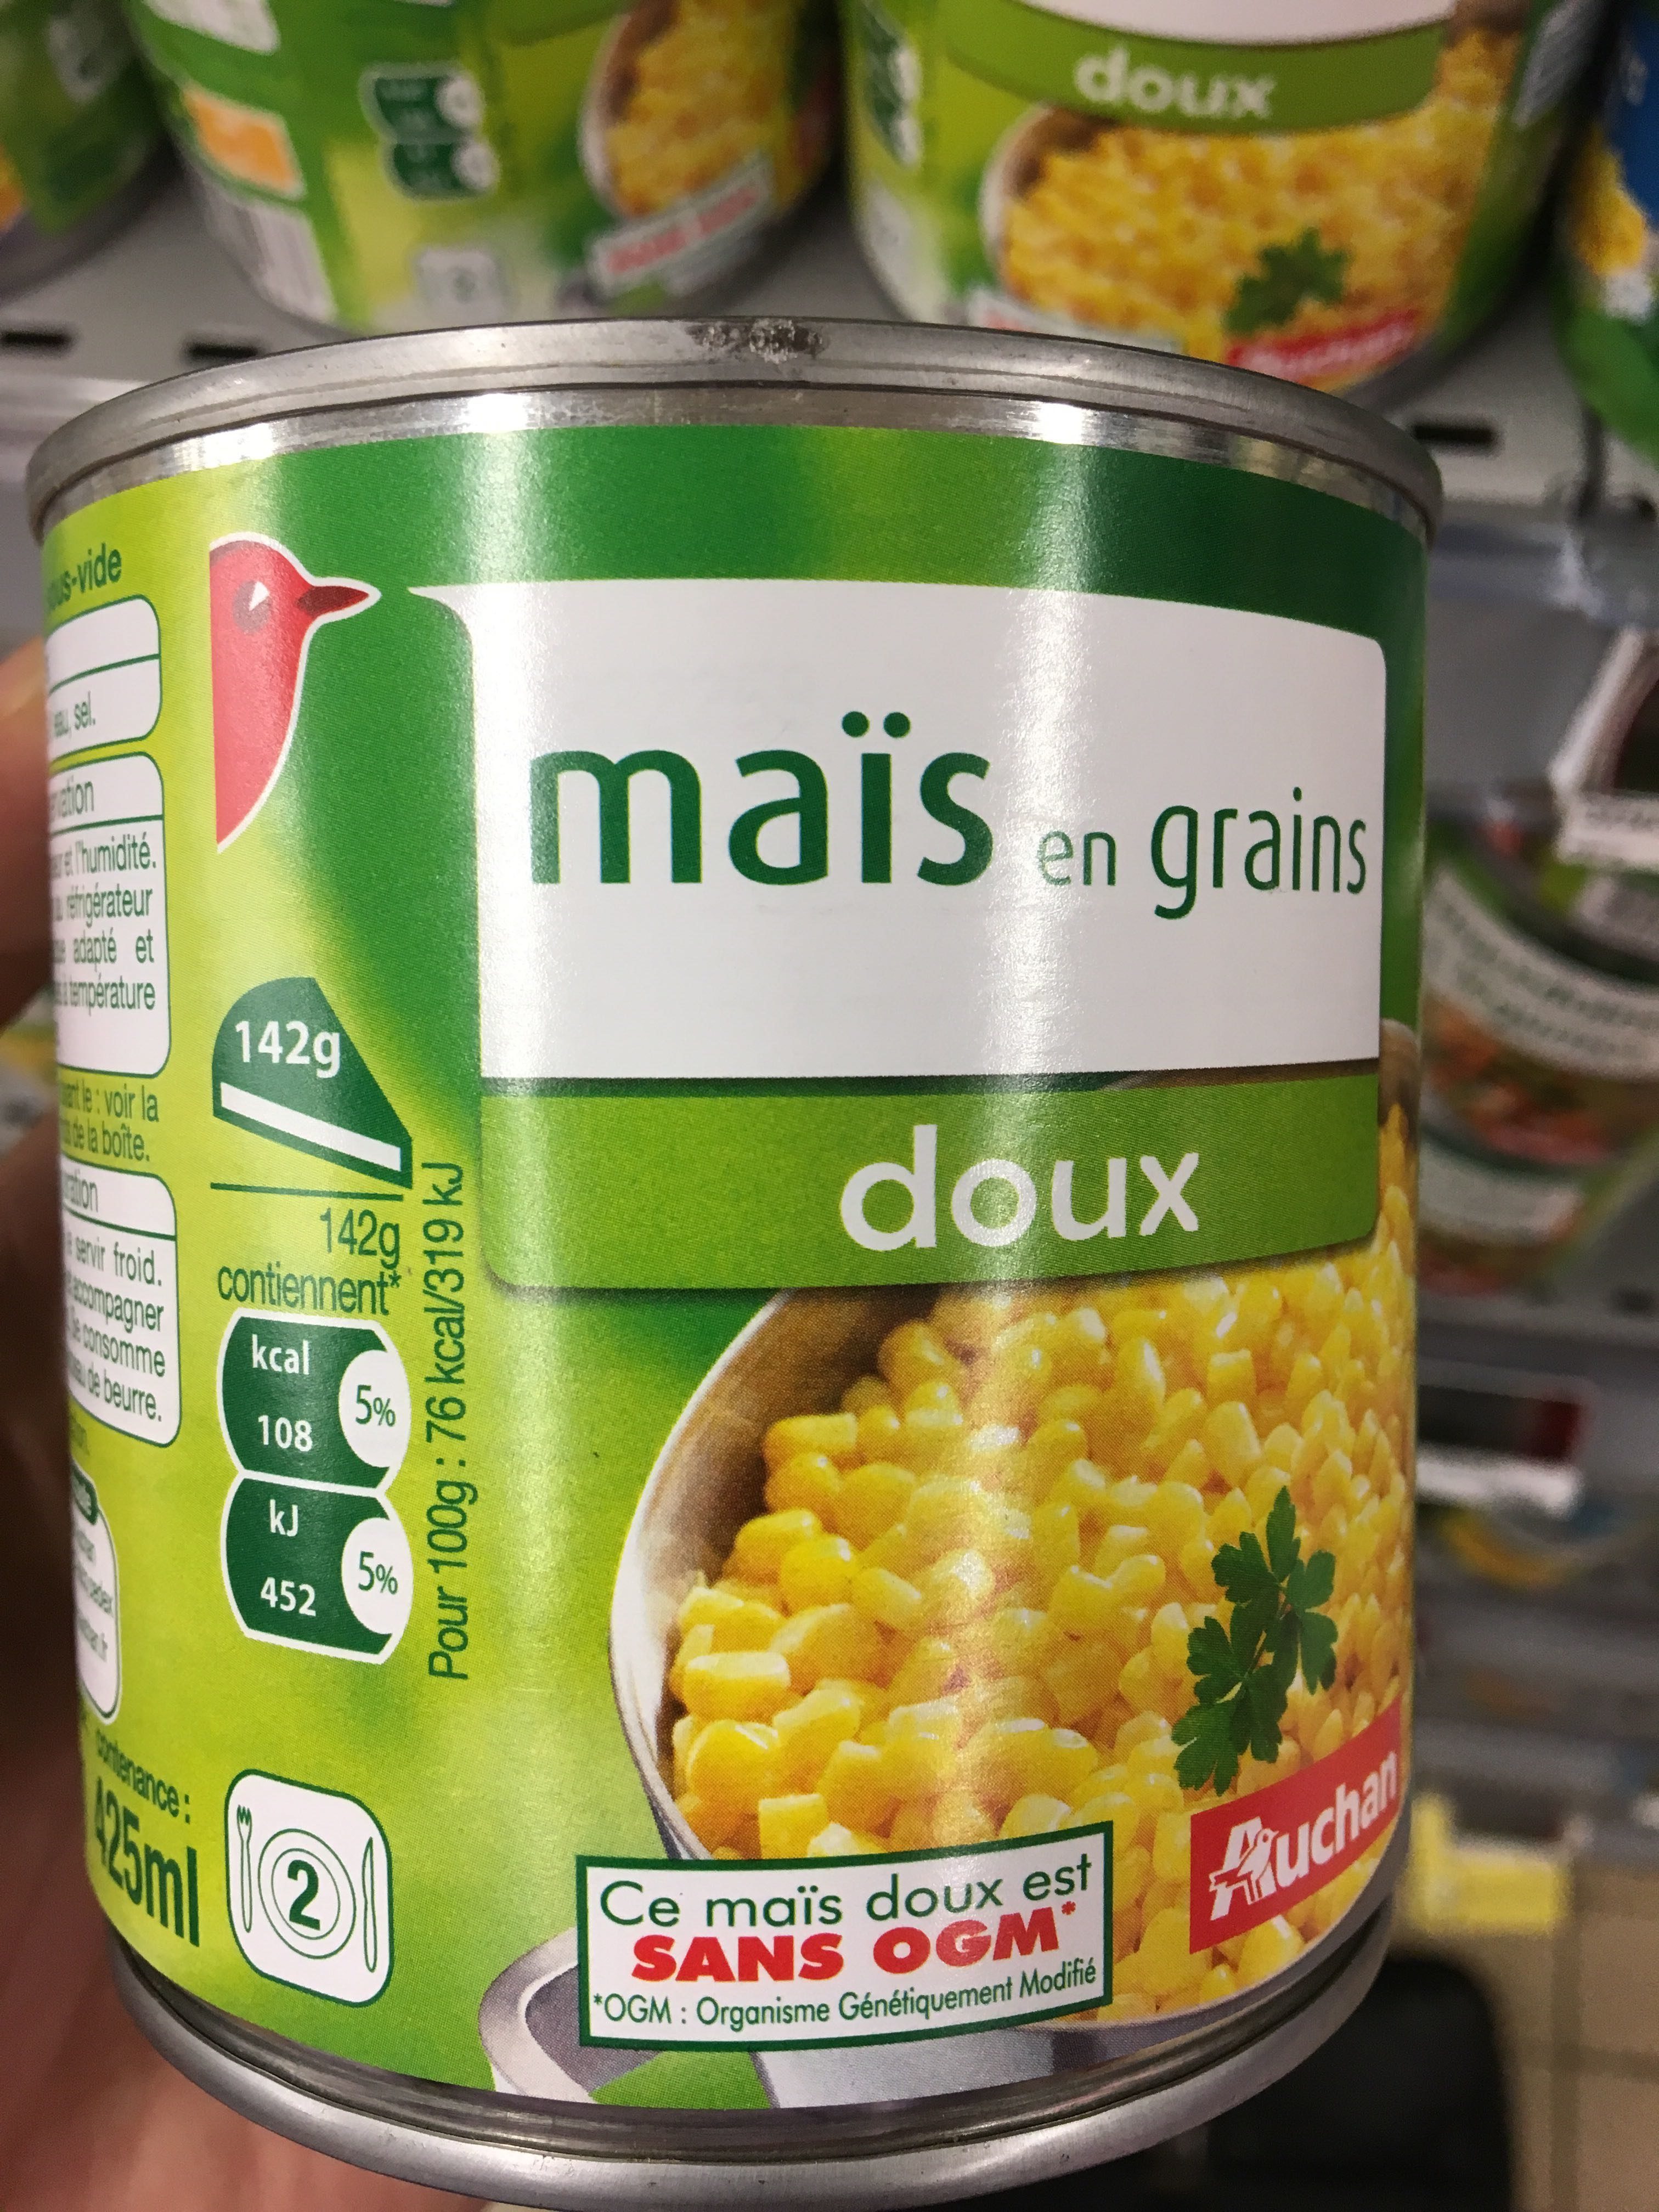 doux
Auchan
sous-vide
eau, sel.
et l'humidité.
réfrigérateur
adapté et
température
voir la
de la boîte.
servir froid.
accompagner
consomme
de beurre.
contenance :
425ml
142g
142g
contiennent*
kcal
108
5%
kJ
452
5%
Pour 100g : 76 kcal/319 kJ
2
maïs en grains
doux
Ce maïs doux est
SANS OGM*
*OGM : Organisme Génétiquement Modifié
Auchan